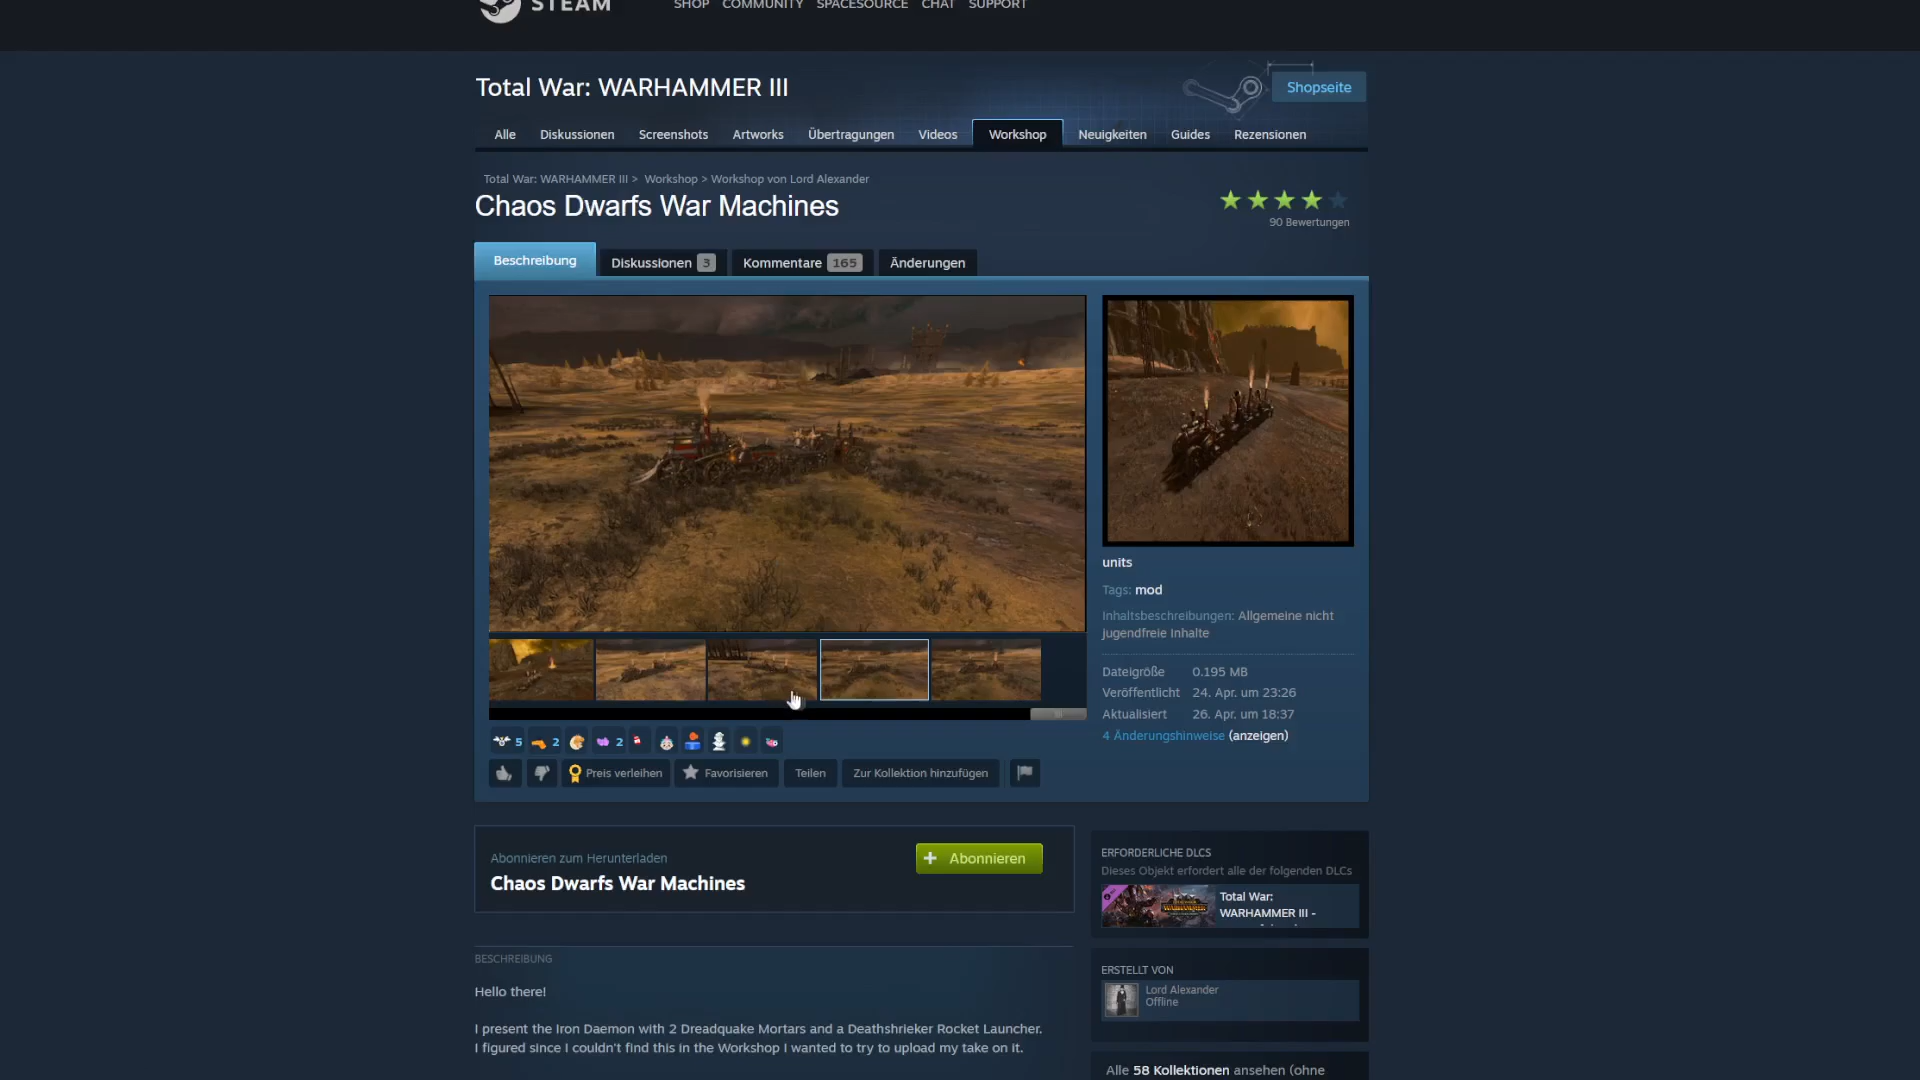 STEAM
SHOP COMMUNITY SPACESOURCE CHAT SUPPORT
Total War: WARHAMMER III
Shopseite
Alle Diskussionen Screenshots Artworks Übertragungen Videos Workshop Neuigkeiten Guides Rezensionen
Total War: WARHAMMER III > Workshop > Workshop von Lord Alexander
Chaos Dwarfs War Machines
90 Bewertungen
Beschreibung Diskussionen 3 Kommentare 165 Änderungen
units
Tags: mod
Inhaltsbeschreibungen: Allgemeine nicht
jugendfreie Inhalte
Dateigröße 0.195 MB
Veröffentlicht 24. Apr. um 23:26
Aktualisiert 26. Apr. um 18:37
4 Änderungshinweise (anzeigen)
5 2 2
Preis verleihen Favorisieren Teilen Zur Kollektion hinzufügen
Abonnieren zum Herunterladen
Chaos Dwarfs War Machines
Abonnieren
ERFORDERLICHE DLCS
Dieses Objekt erfordert alle der folgenden DLCs
Total War:
WARHAMMER III -
BESCHREIBUNG
Hello there!
I present the Iron Daemon with 2 Dreadquake Mortars and a Deathshrieker Rocket Launcher.
I figured since I couldn't find this in the Workshop I wanted to try to upload my take on it.
ERSTELLT VON
Lord Alexander
Offline
Alle 58 Kollektionen ansehen (ohne